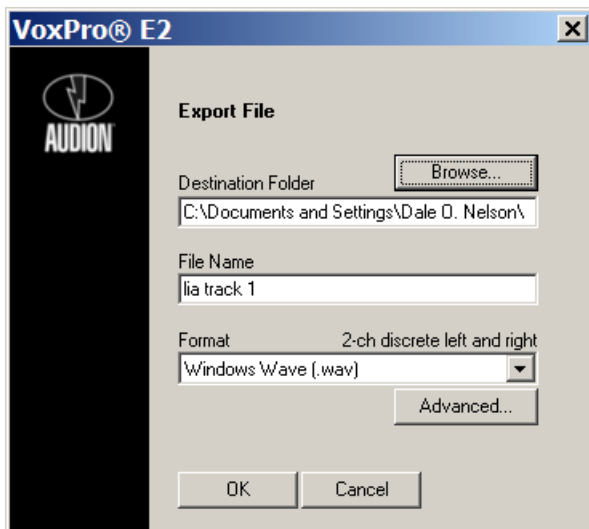 VoxPro® E2
AUDION
Export File
Browse...
Destination Folder
C:\Documents and Settings\Dale O. Nelson\
File Name
lia track 1
Format 2-ch discrete left and right
Windows Wave (.wav)
Advanced...
OK Cancel